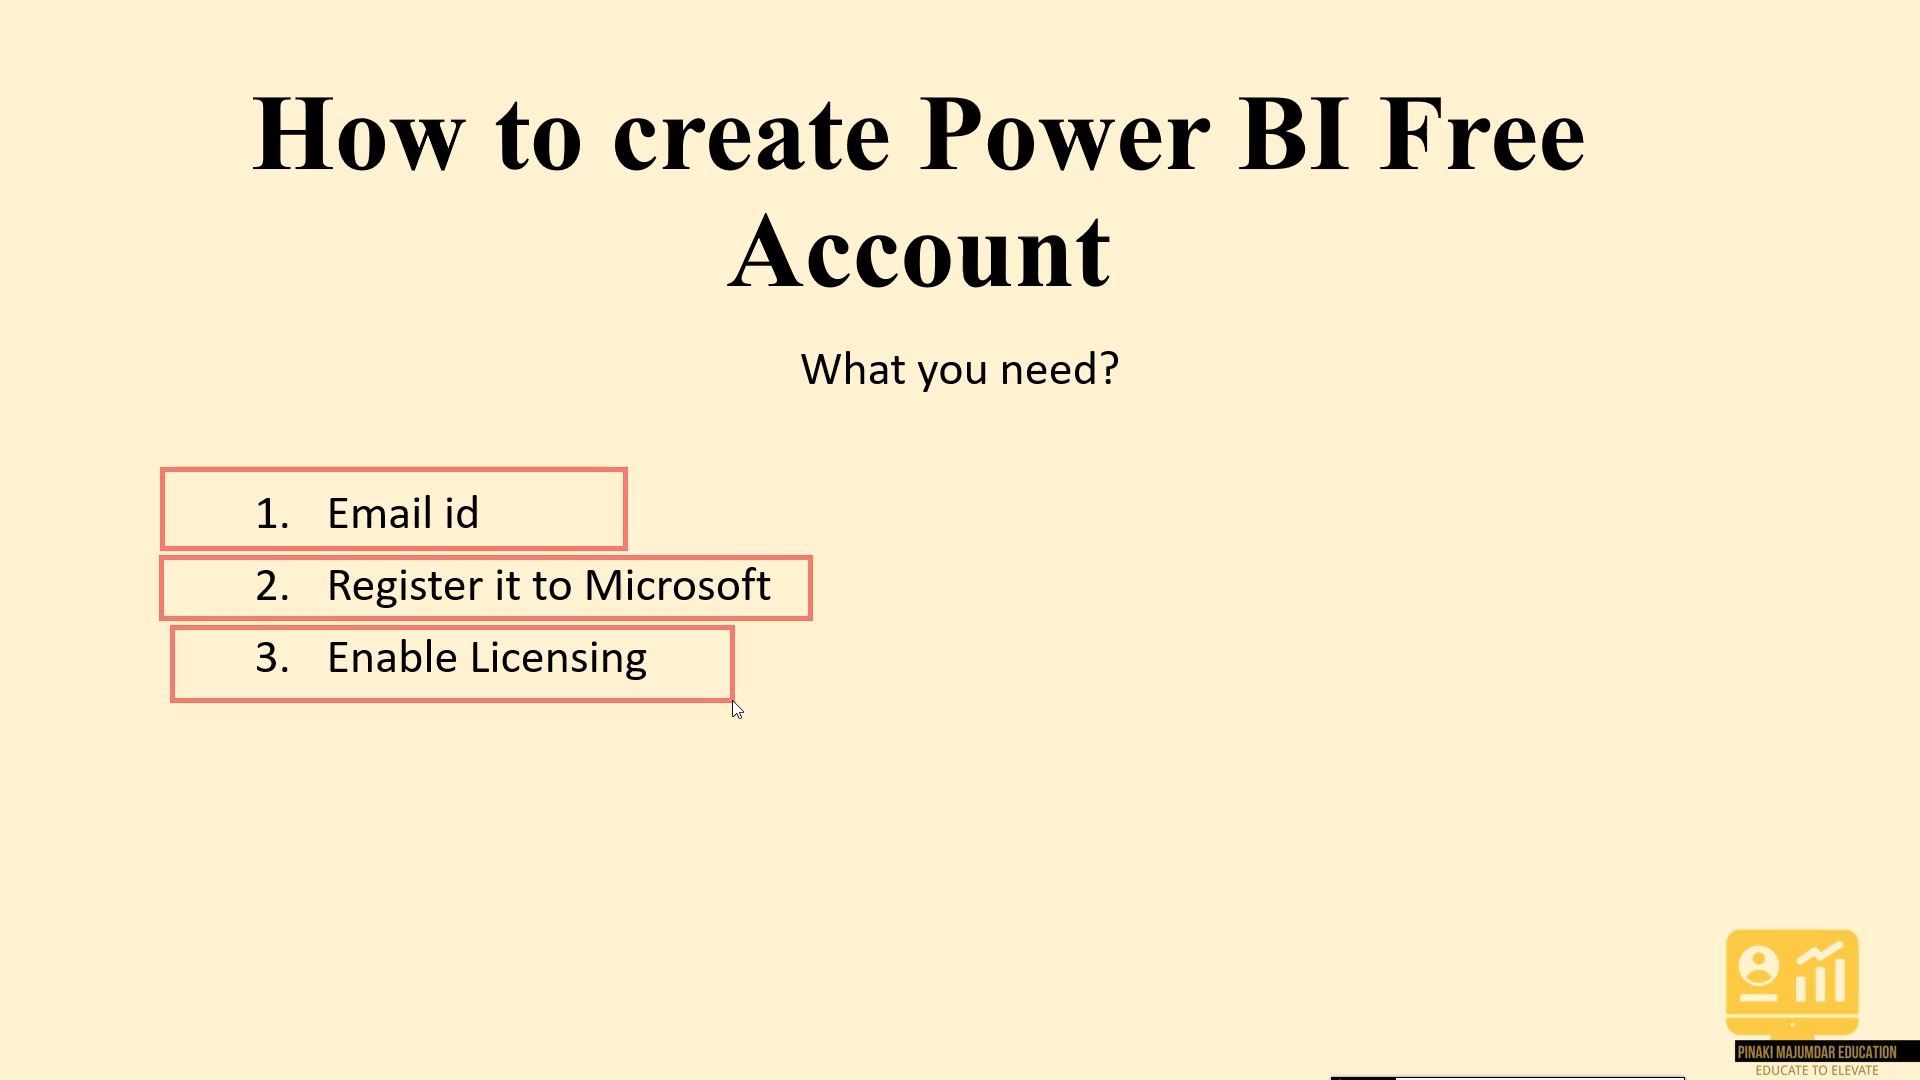 How to create Power BI Free
Account
What you need?
1. Email id
2. Register it to Microsoft
3. Enable Licensing
PINAKI MAJUMDAR EDUCATION
EDUCATE TO ELEVATE